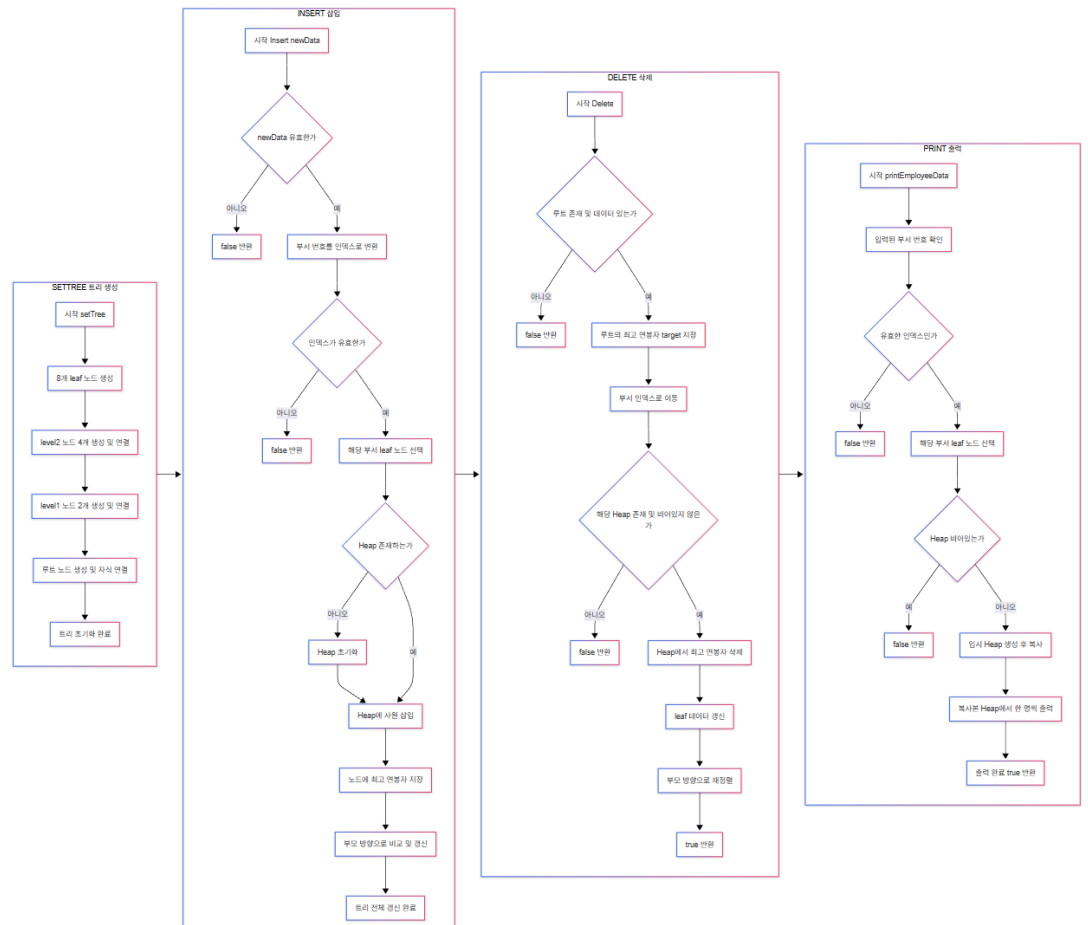 SETTREE 트리 생성
시작 setTree
8개 leaf 노드 생성
level2 노드 4개 생성 및 연결
level1 노드 2개 생성 및 연결
루트 노드 생성 및 자식 연결
트리 초기화 완료
INSERT 삽입
시작 Insert newData
newData 유효한가
아니오
예
false 반환
부서 번호를 인덱스로 변환
인덱스가 유효한가
아니오
예
false 반환
해당 부서 leaf 노드 선택
Heap 존재하는가
아니오
예
Heap 초기화
Heap에 사원 삽입
노드에 최고 연봉자 저장
부모 방향으로 비교 및 갱신
트리 전체 갱신 완료
DELETE 삭제
시작 Delete
루트 존재 및 데이터 있는가
아니오
예
false 반환
루트의 최고 연봉자 target 저장
부서 인덱스로 이동
해당 Heap 존재 및 비어있지 않은
가
아니오
예
false 반환
Heap에서 최고 연봉자 삭제
leaf 데이터 갱신
부모 방향으로 재정렬
true 반환
PRINT 출력
시작 printEmployeeData
입력된 부서 번호 확인
유효한 인덱스인가
아니오
예
false 반환
해당 부서 leaf 노드 선택
Heap 비어있는가
예
아니오
false 반환
임시 Heap 생성 후 복사
복사본 Heap에서 한 명씩 출력
출력 완료 true 반환